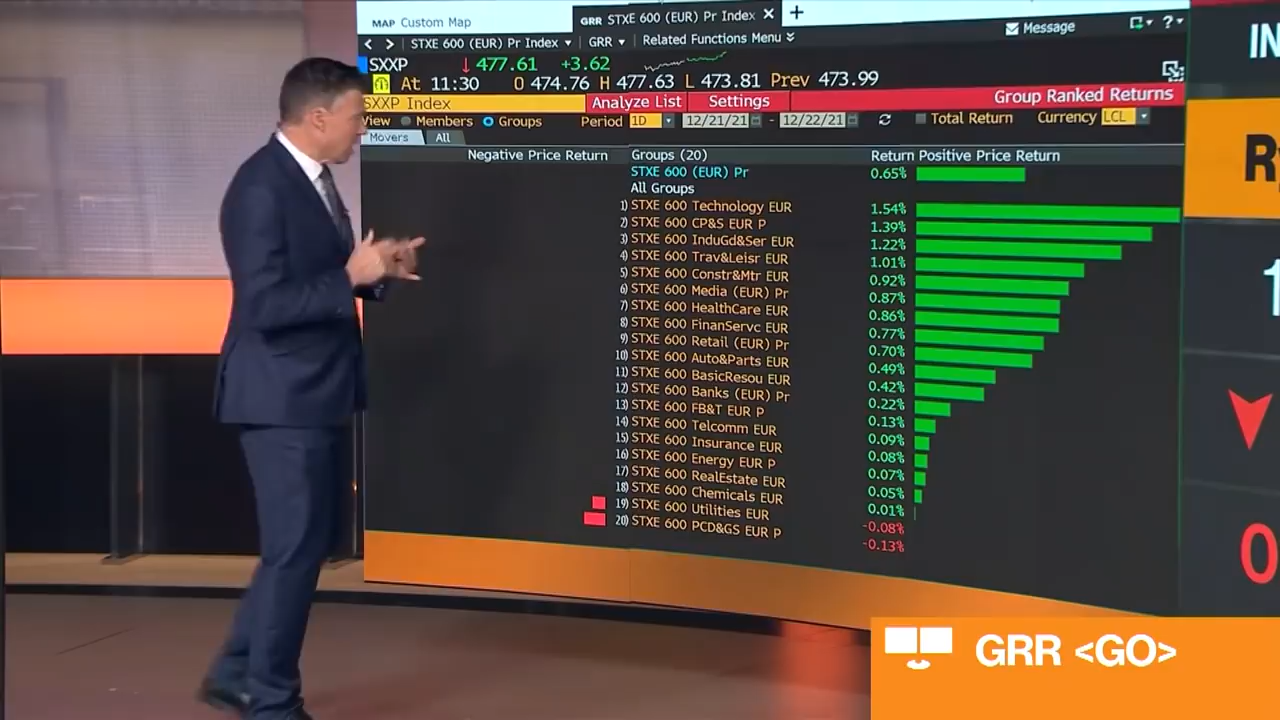 MAP Custom Map
GRR STXE 600 (EUR) Pr Index × +
< > STXE 600 (EUR) Pr Index ▾ GRR ▾ Related Functions Menu Message ?
SXXP ↓ 477.61 +3.62
At 11:30 O 474.76 H 477.63 L 473.81 Prev 473.99
SXXP Index Analyze List Settings Group Ranked Returns
View Members Groups Period 1D 12/21/21 - 12/22/21 Total Return Currency LCL
Movers All
Negative Price Return Groups (20) Return Positive Price Return
STXE 600 (EUR) Pr 0.65%
All Groups
1) STXE 600 Technology EUR 1.54%
2) STXE 600 CP&S EUR P 1.39%
3) STXE 600 InduGd&Ser EUR 1.22%
4) STXE 600 Trav&Leisr EUR 1.01%
5) STXE 600 Constr&Mtr EUR 0.92%
6) STXE 600 Media (EUR) Pr 0.87%
7) STXE 600 HealthCare EUR 0.86%
8) STXE 600 FinanServc EUR 0.77%
9) STXE 600 Retail (EUR) Pr 0.70%
10) STXE 600 Auto&Parts EUR 0.49%
11) STXE 600 BasicResou EUR 0.42%
12) STXE 600 Banks (EUR) Pr 0.22%
13) STXE 600 FB&T EUR P 0.13%
14) STXE 600 Telcomm EUR 0.09%
15) STXE 600 Insurance EUR 0.08%
16) STXE 600 Energy EUR P 0.07%
17) STXE 600 RealEstate EUR 0.05%
18) STXE 600 Chemicals EUR 0.01%
19) STXE 600 Utilities EUR -0.08%
20) STXE 600 PCD&GS EUR P -0.13%
GRR <GO>